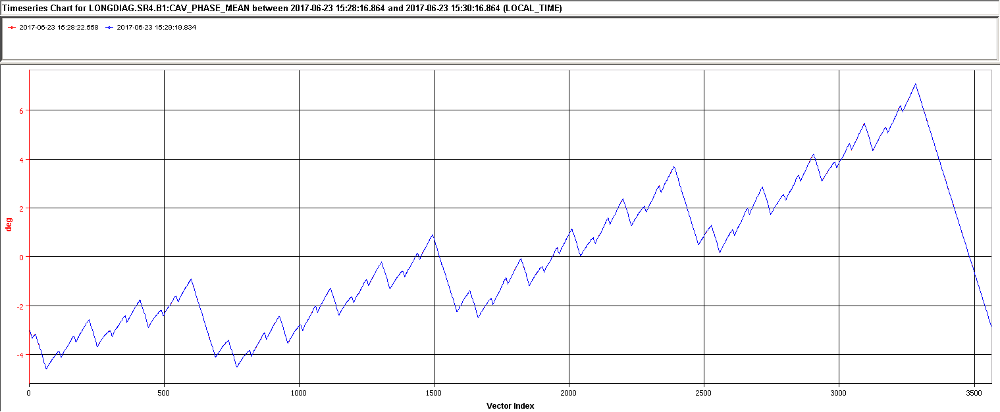 Timeseries Chart for LONGDIAG.SR4.B1:CAV_PHASE_MEAN between 2017-06-23 15:28:16.864 and 2017-06-23 15:30:16.864 (LOCAL_TIME)
2017-06-23 15:28:22.558 2017-06-23 15:29:19.834
6
4
2
0
-2
-4
deg
0 500 1000 1500 2000 2500 3000 3500
Vector Index